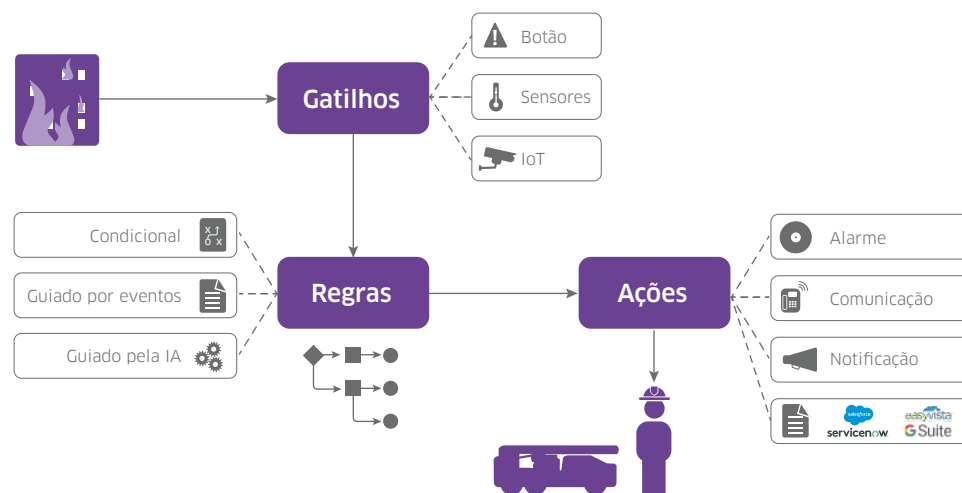 Botão
Gatilhos
Sensores
IoT
Condicional
Guiado por eventos
Guiado pela IA
Regras
Ações
Alarme
Comunicação
Notificação
salesforce
servicenow
easyvista
G Suite